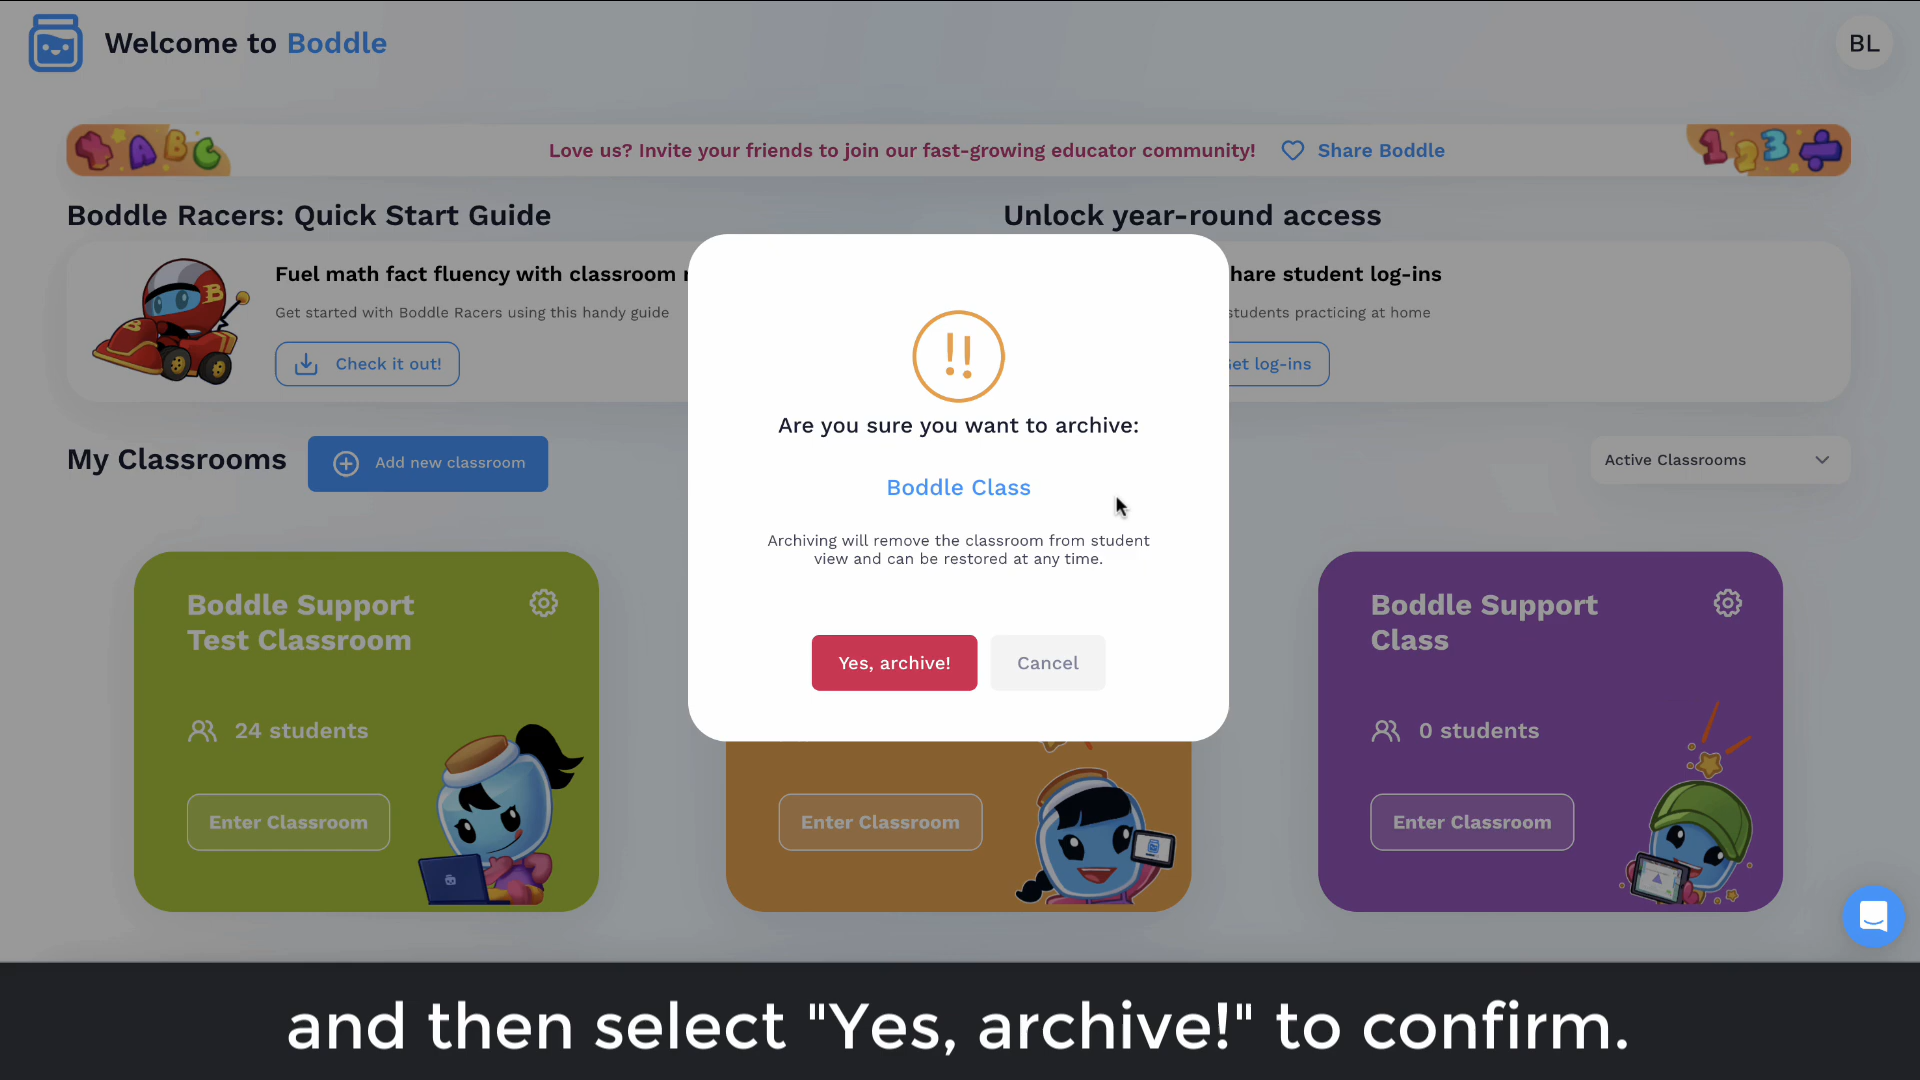 Welcome to Boddle
BL
Love us? Invite your friends to join our fast-growing educator community!
Share Boddle
Boddle Racers: Quick Start Guide
Unlock year-round access
Fuel math fact fluency with classroom
Get started with Boddle Racers using this handy guide
Check it out!
hare student log-ins
students practicing at home
et log-ins
Are you sure you want to archive:
Boddle Class
Archiving will remove the classroom from student
view and can be restored at any time.
Yes, archive!
Cancel
My Classrooms
Add new classroom
Active Classrooms
Boddle Support
Test Classroom
24 students
Enter Classroom
Enter Classroom
Boddle Support
Class
0 students
Enter Classroom
and then select "Yes, archive!" to confirm.